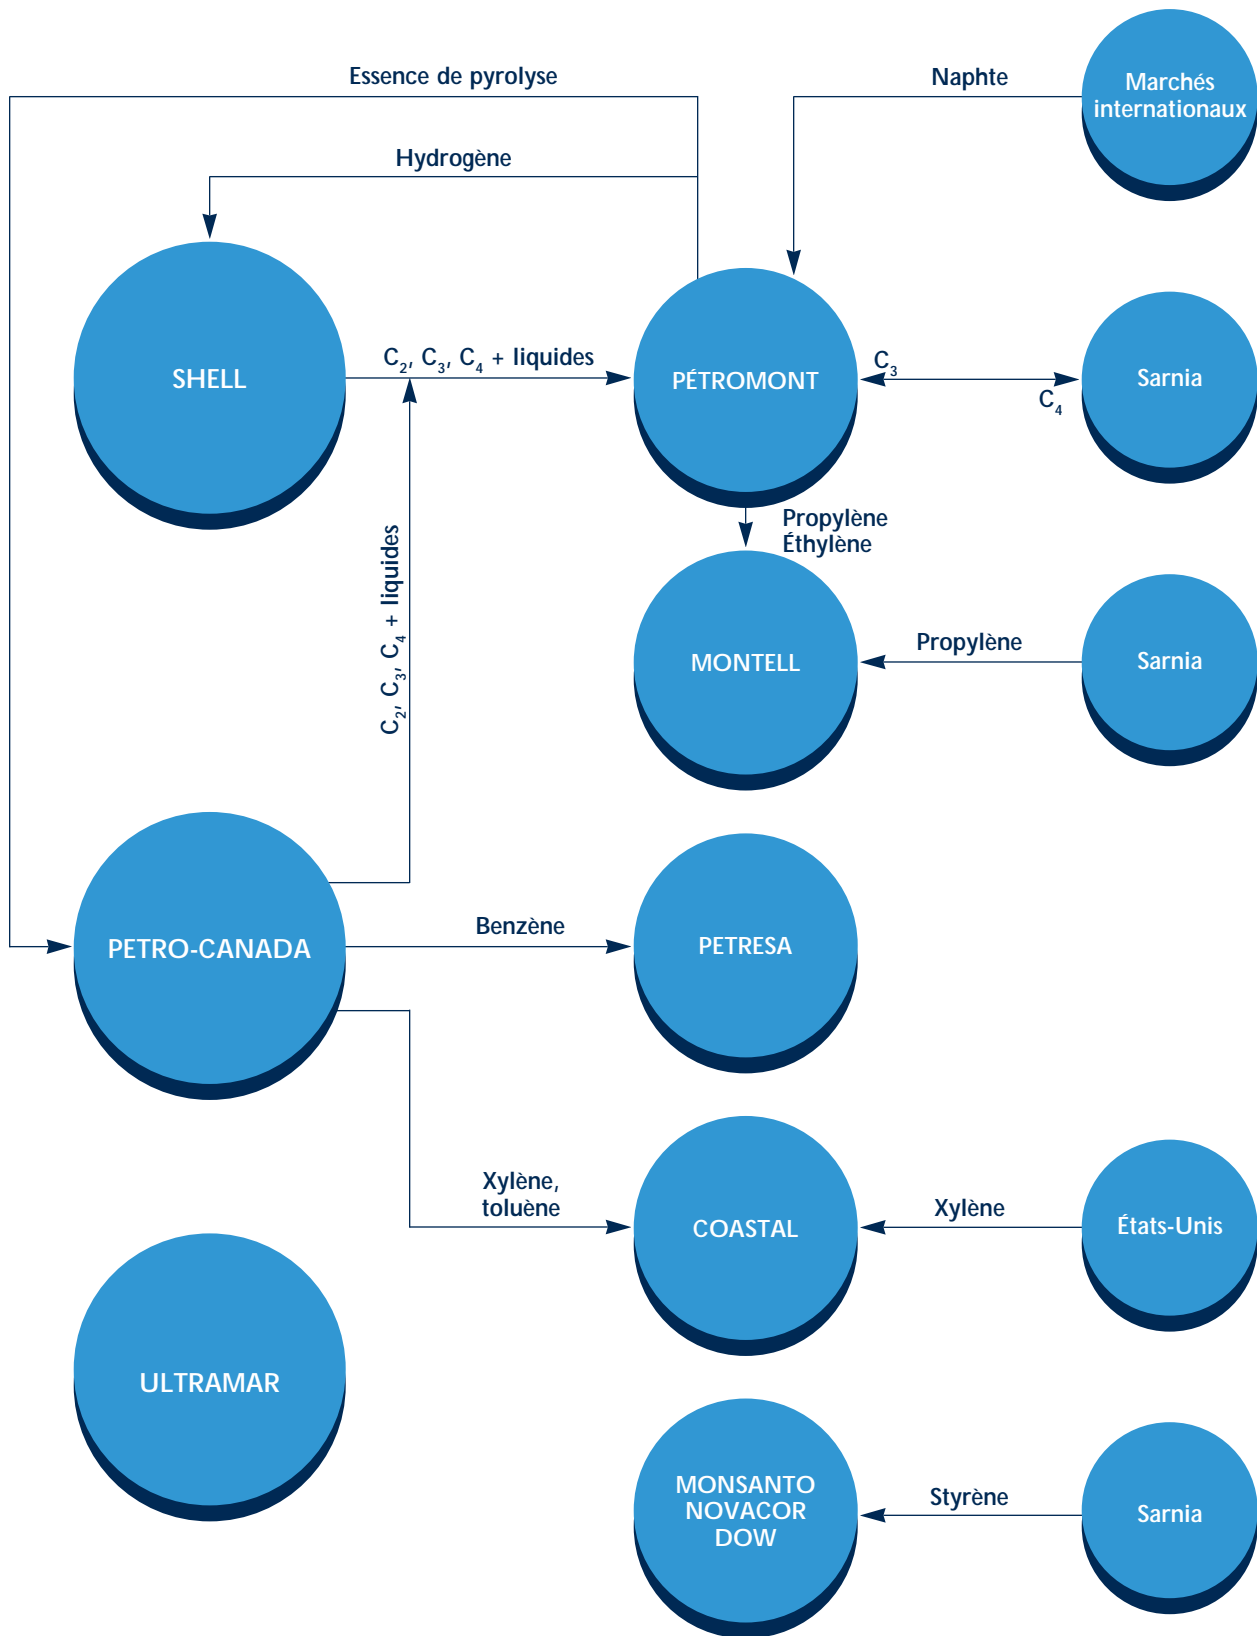 Essence de pyrolyse
Naphte
Marchés
internationaux
Hydrogène
SHELL
C₂, C₃, C₄ + liquides
PÉTROMONT
C₃
C₄
Sarnia
Propylène
Éthylène
C₂, C₃, C₄ + liquides
MONTELL
Propylène
Sarnia
PETRO-CANADA
Benzène
PETRESA
Xylène,
toluène
COASTAL
Xylène
États-Unis
ULTRAMAR
MONSANTO
NOVACOR
DOW
Styrène
Sarnia